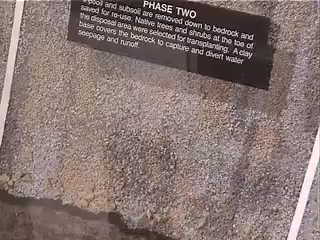 PHASE TWO
Topsoil and subsoil are removed down to bedrock and
saved for re-use. Native trees and shrubs at the toe of
the disposal area were selected for transplanting. A clay
base covers the bedrock to capture and divert water
seepage and runoff.